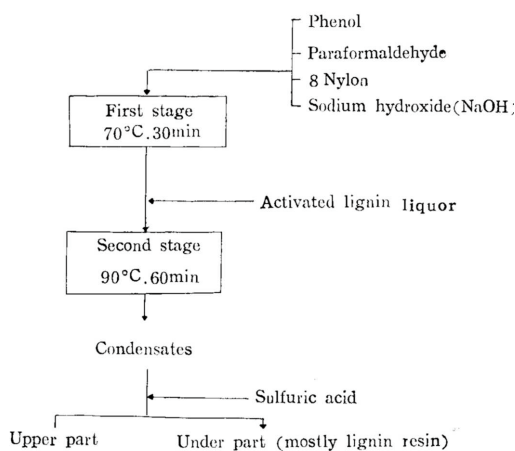 Phenol
Paraformaldehyde
8 Nylon
Sodium hydroxide(NaOH)
First stage
70°C.30min
Activated lignin liquor
Second stage
90°C.60min
Condensates
Sulfuric acid
Upper part Under part (mostly lignin resin)